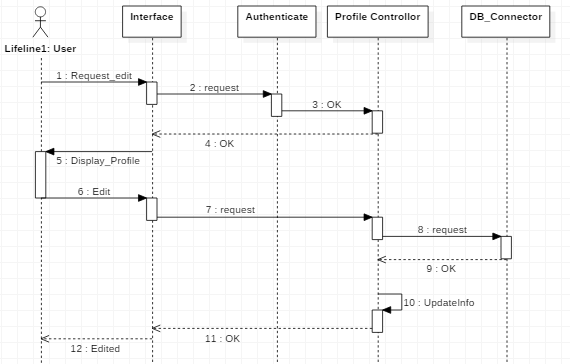 Interface
Authenticate
Profile Controllor
DB_Connector
Lifeline1: User
1 : Request_edit
2 : request
3 : OK
4 : OK
5 : Display_Profile
6 : Edit
7 : request
8 : request
9 : OK
10 : UpdateInfo
11 : OK
12 : Edited